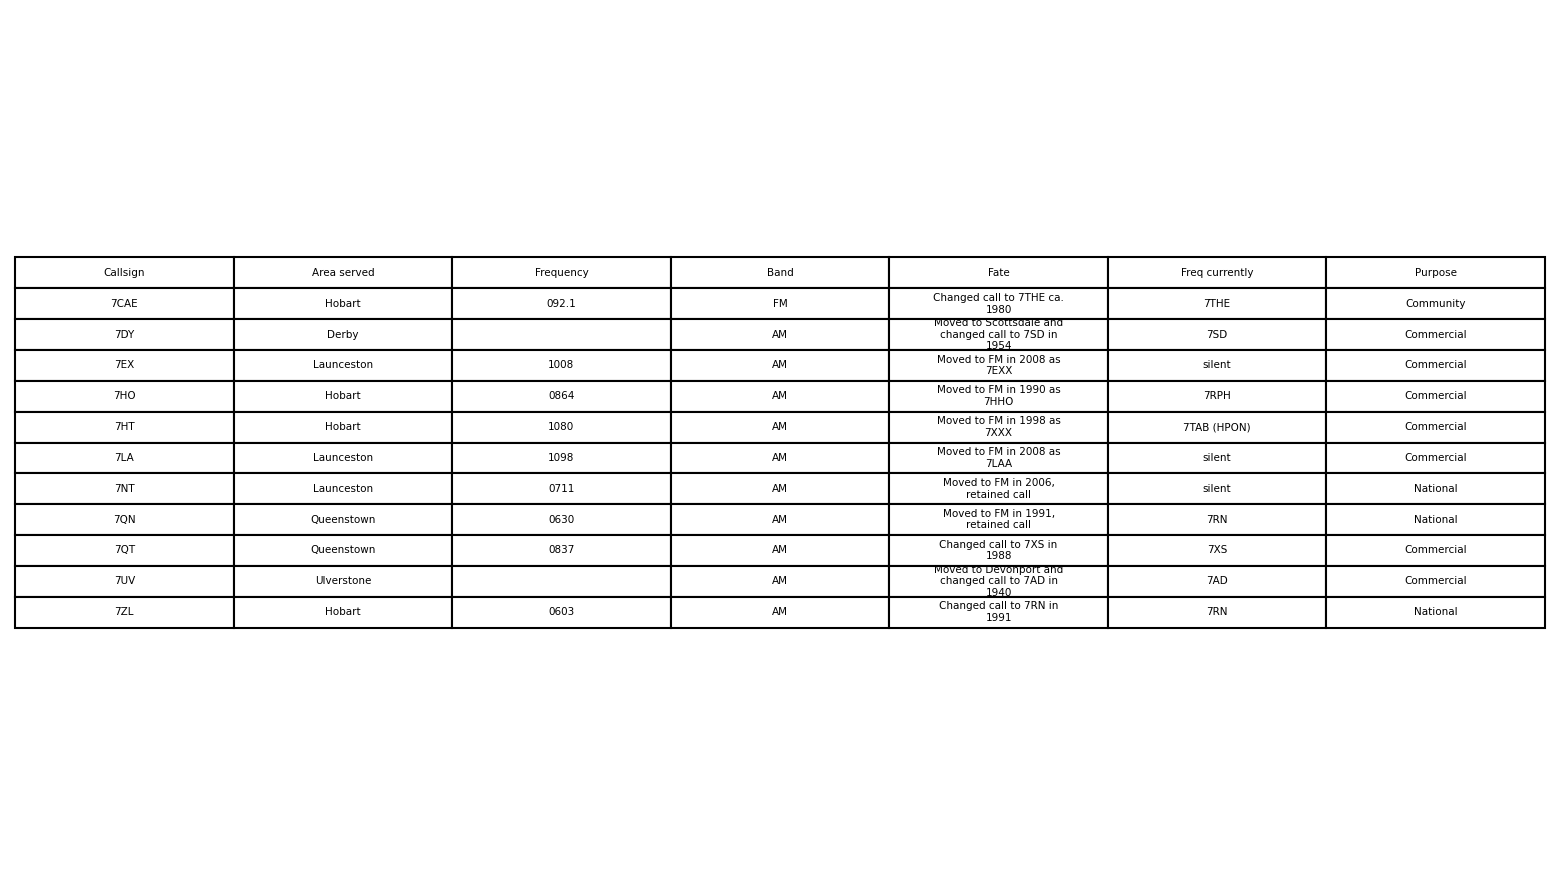 Callsign Area served Frequency Band Fate Freq currently Purpose
7CAE Hobart 092.1 FM Changed call to 7THE ca. 1980 7THE Community
7DY Derby AM Moved to Scottsdale and changed call to 7SD in 1954 7SD Commercial
7EX Launceston 1008 AM Moved to FM in 2008 as 7EXX silent Commercial
7HO Hobart 0864 AM Moved to FM in 1990 as 7HHO 7RPH Commercial
7HT Hobart 1080 AM Moved to FM in 1998 as 7XXX 7TAB (HPON) Commercial
7LA Launceston 1098 AM Moved to FM in 2008 as 7LAA silent Commercial
7NT Launceston 0711 AM Moved to FM in 2006, retained call silent National
7QN Queenstown 0630 AM Moved to FM in 1991, retained call 7RN National
7QT Queenstown 0837 AM Changed call to 7XS in 1988 7XS Commercial
7UV Ulverstone AM Moved to Devonport and changed call to 7AD in 1940 7AD Commercial
7ZL Hobart 0603 AM Changed call to 7RN in 1991 7RN National